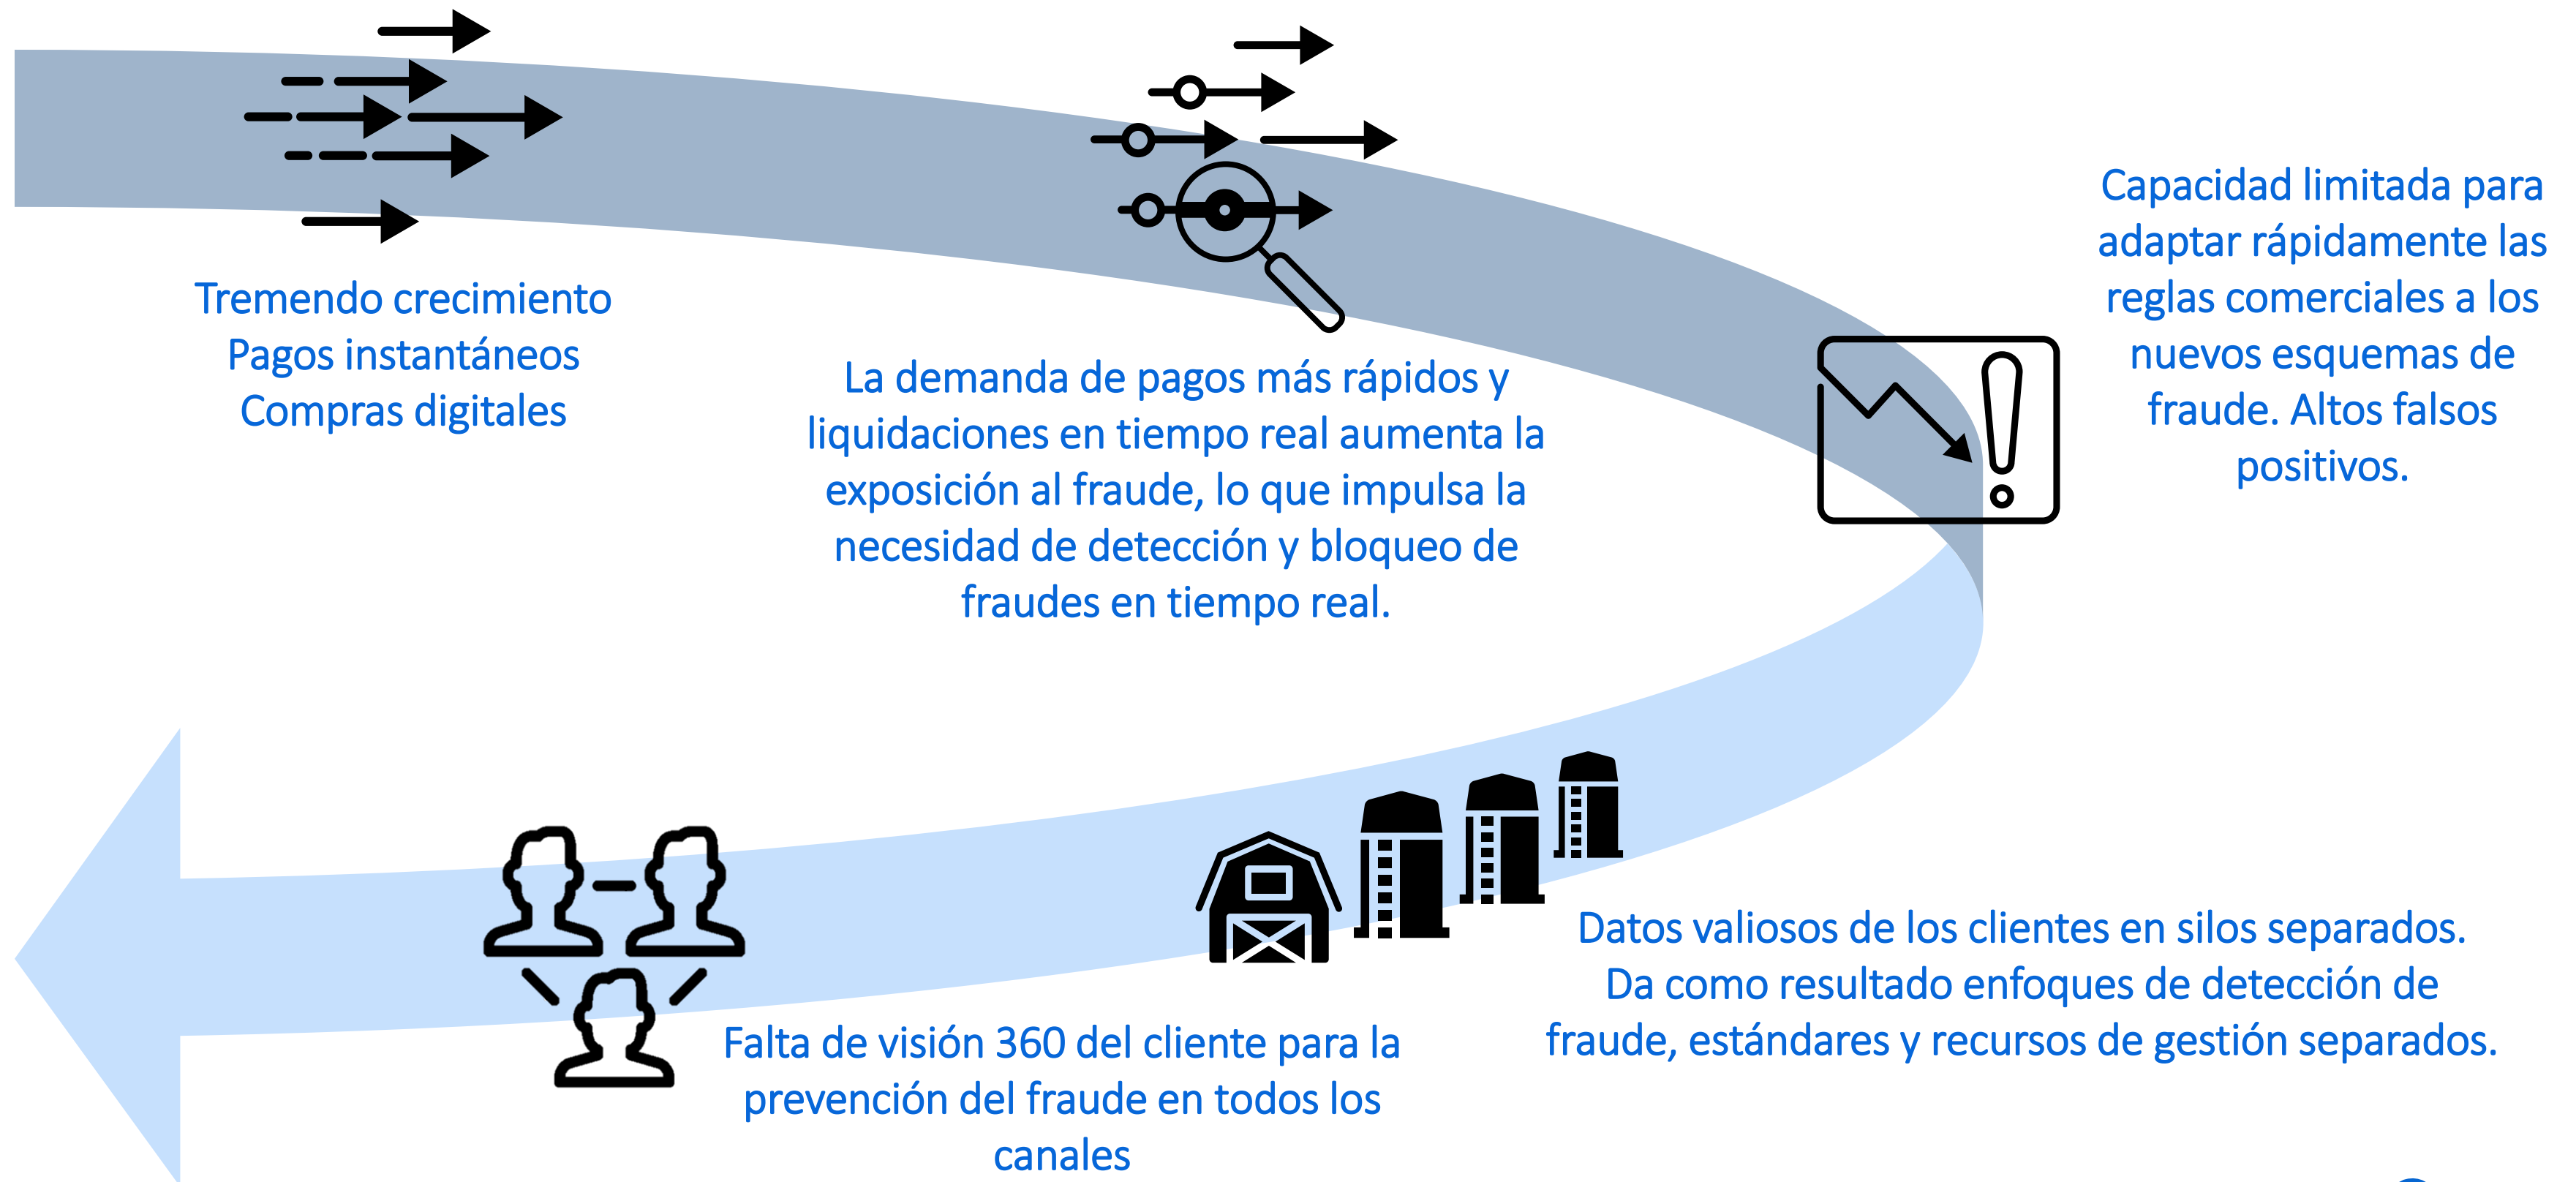 Tremendo crecimiento
Pagos instantáneos
Compras digitales
La demanda de pagos más rápidos y
liquidaciones en tiempo real aumenta la
exposición al fraude, lo que impulsa la
necesidad de detección y bloqueo de
fraudes en tiempo real.
Capacidad limitada para
adaptar rápidamente las
reglas comerciales a los
nuevos esquemas de
fraude. Altos falsos
positivos.
Datos valiosos de los clientes en silos separados.
Da como resultado enfoques de detección de
fraude, estándares y recursos de gestión separados.
Falta de visión 360 del cliente para la
prevención del fraude en todos los
canales